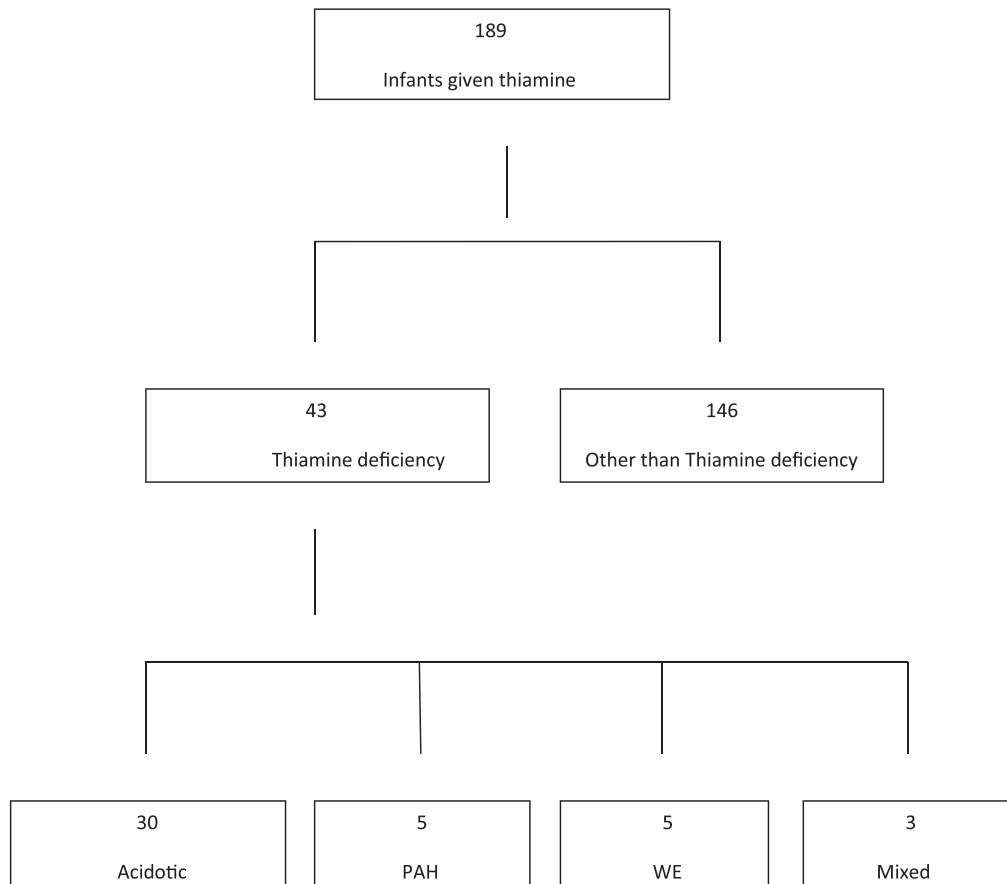 189
Infants given thiamine
43
Thiamine deficiency
146
Other than Thiamine deficiency
30
Acidotic
5
PAH
5
WE
3
Mixed